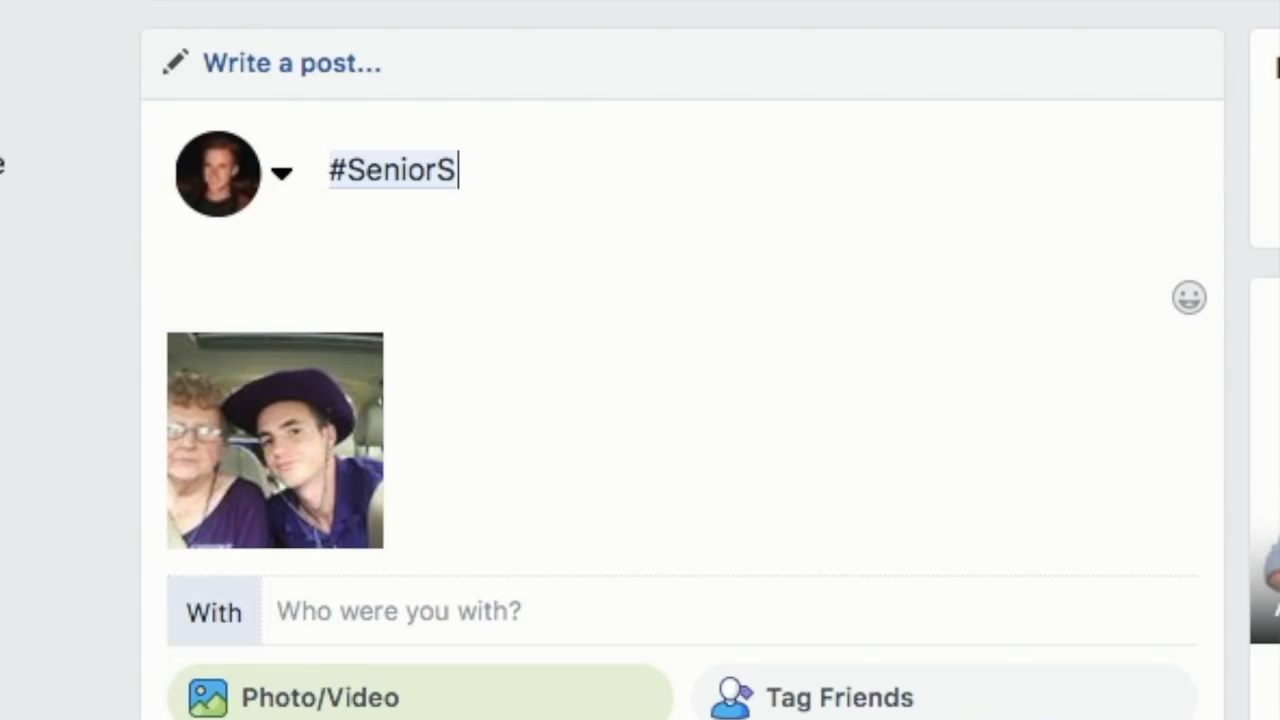 Write a post...
#SeniorS
With Who were you with?
Photo/Video Tag Friends